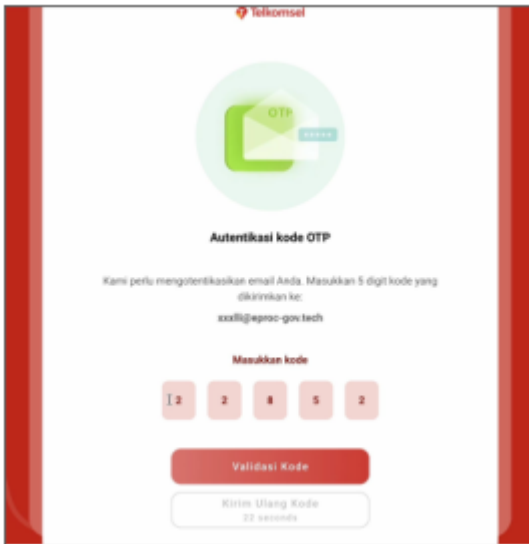 Telkomsel
OTP
*****
Autentikasi kode OTP
Kami perlu mengotentikasikan email Anda. Masukkan 5 digit kode yang
dikirimkan ke:
@eproc-gov.tech
Masukkan kode
2 2 8 5 2
Validasi Kode
Kirim Ulang Kode
22 seconds